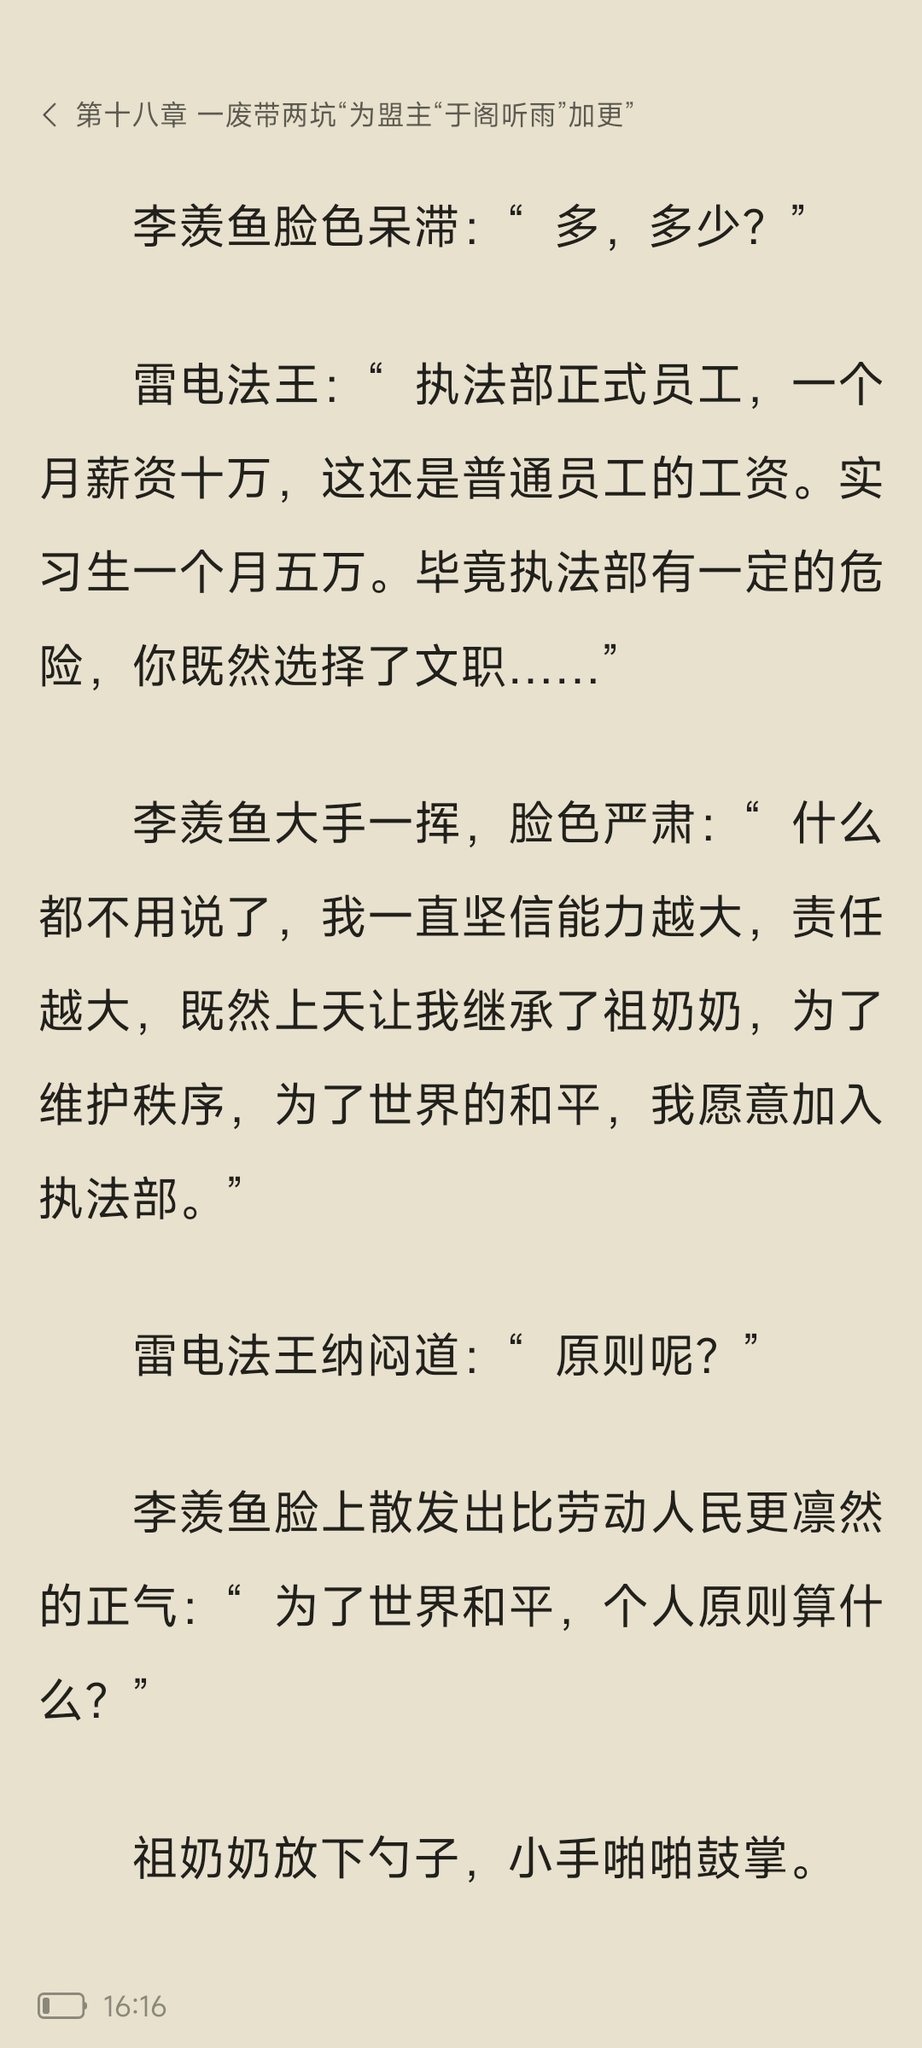 第十八章 一废带两坑“为盟主“于阁听雨”加更”
李羡鱼脸色呆滞：“ 多，多少？”
雷电法王：“ 执法部正式员工，一个
月薪资十万，这还是普通员工的工资。实
习生一个月五万。毕竟执法部有一定的危
险，你既然选择了文职……”
李羡鱼大手一挥，脸色严肃：“ 什么
都不用说了，我一直坚信能力越大，责任
越大，既然上天让我继承了祖奶奶，为了
维护秩序，为了世界的和平，我愿意加入
执法部。”
雷电法王纳闷道：“ 原则呢？”
李羡鱼脸上散发出比劳动人民更凛然
的正气：“ 为了世界和平，个人原则算什
么？”
祖奶奶放下勺子，小手啪啪鼓掌。
16:16